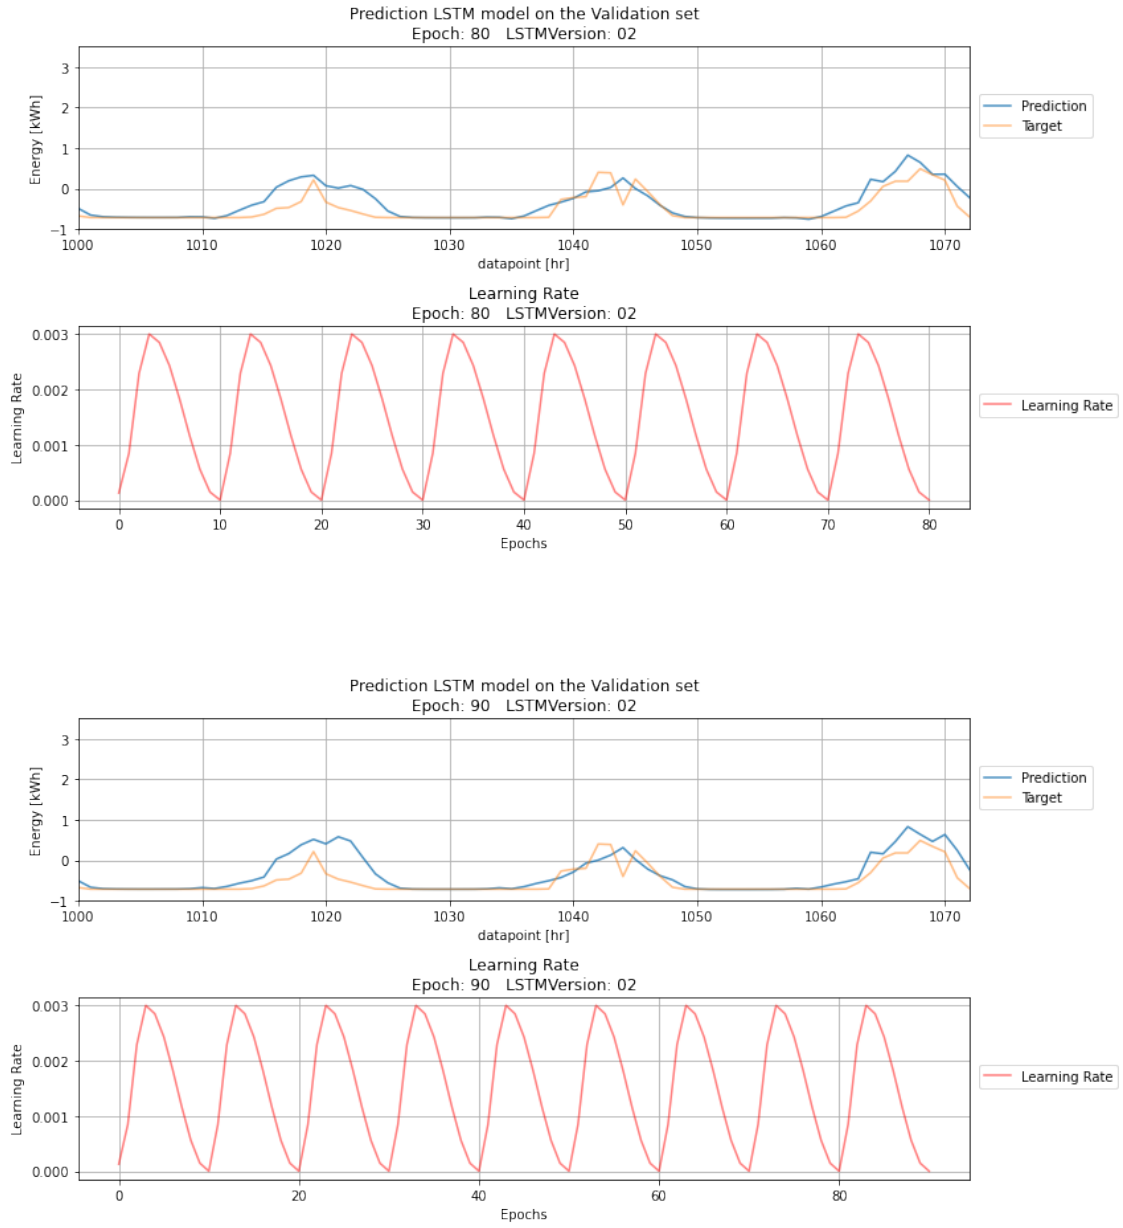 Prediction LSTM model on the Validation set
Epoch: 80   LSTMVersion: 02
Energy [kWh]
3
2
1
0
−1
1000 1010 1020 1030 1040 1050 1060 1070
datapoint [hr]
Prediction
Target
Learning Rate
Epoch: 80   LSTMVersion: 02
Learning Rate
0.003
0.002
0.001
0.000
0 10 20 30 40 50 60 70 80
Epochs
Learning Rate
Prediction LSTM model on the Validation set
Epoch: 90   LSTMVersion: 02
Energy [kWh]
3
2
1
0
−1
1000 1010 1020 1030 1040 1050 1060 1070
datapoint [hr]
Prediction
Target
Learning Rate
Epoch: 90   LSTMVersion: 02
Learning Rate
0.003
0.002
0.001
0.000
0 20 40 60 80
Epochs
Learning Rate